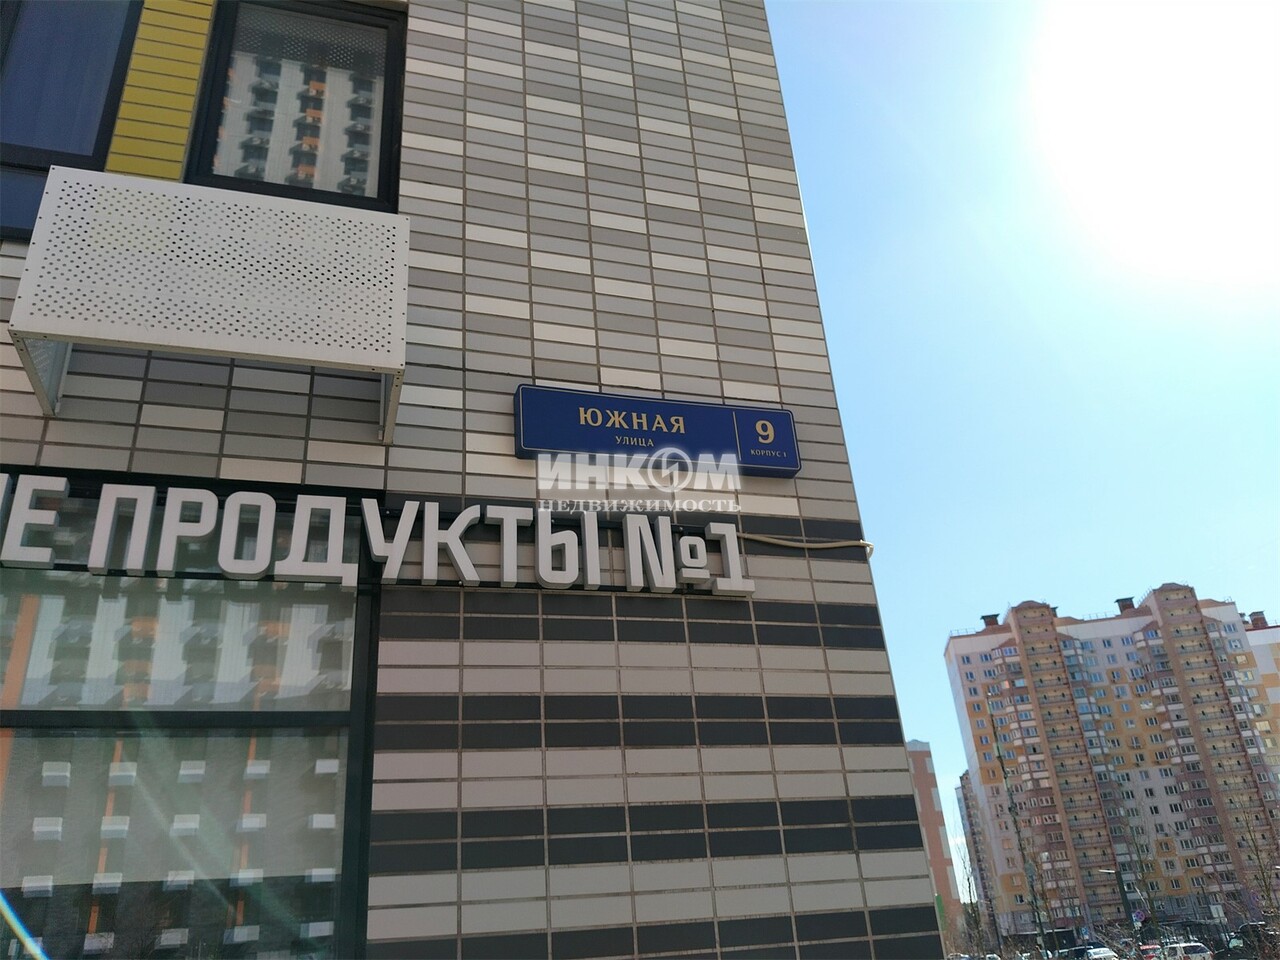 ЮЖНАЯ
УЛИЦА
9
КОРПУС 1
ИНКОМ
НЕДВИЖИМОСТЬ
ПРОДУКТЫ №1